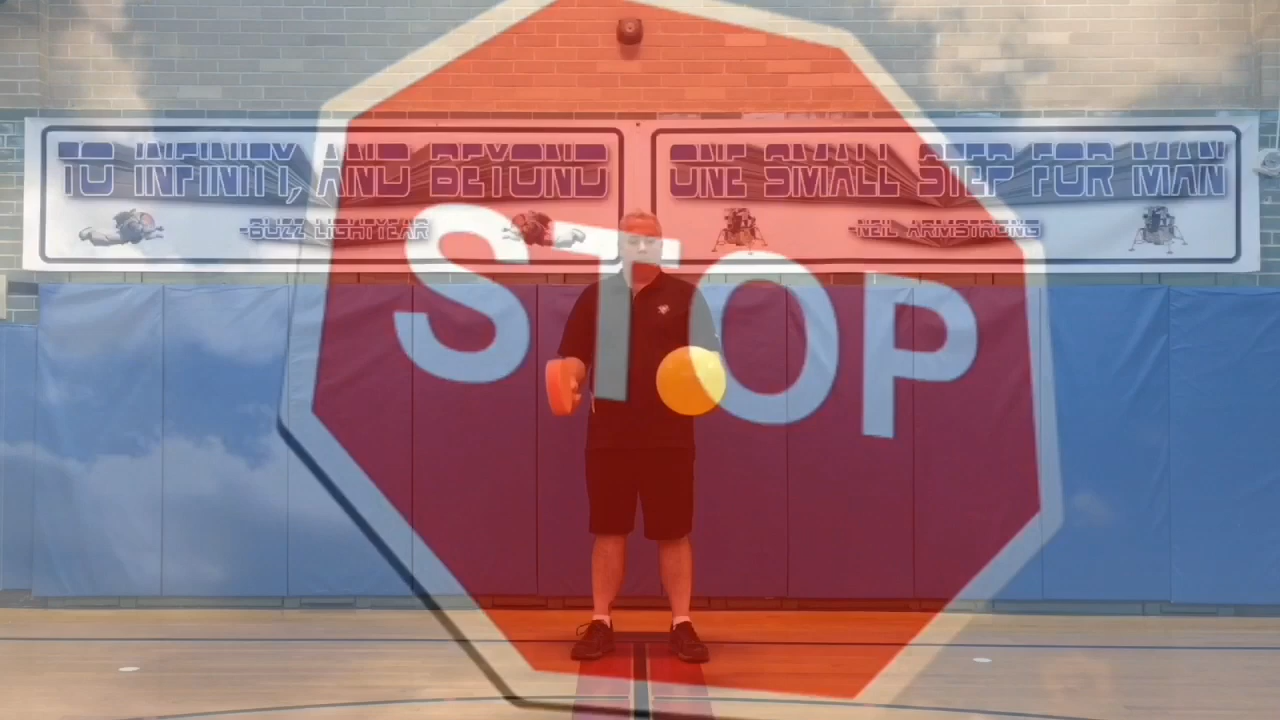 TO INFINITY, AND BEYOND
-BUZZ LIGHTYEAR
ONE SMALL STEP FOR MAN
-NEIL ARMSTRONG
STOP